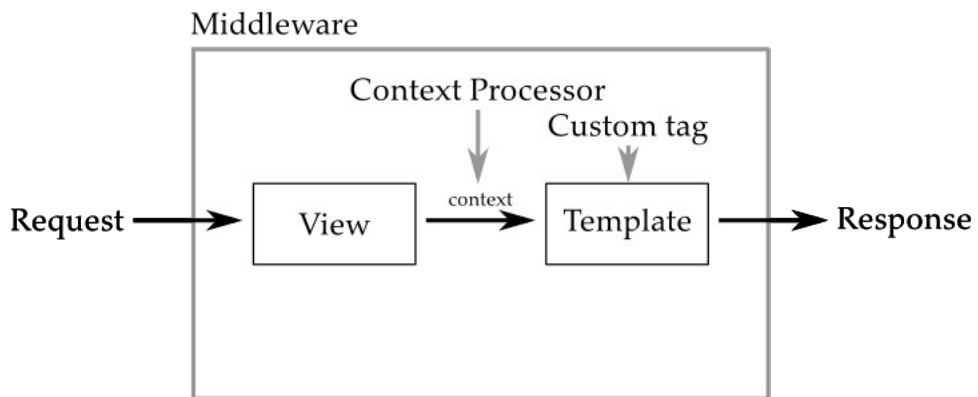 Middleware
Context Processor
Custom tag
Request
View
context
Template
Response